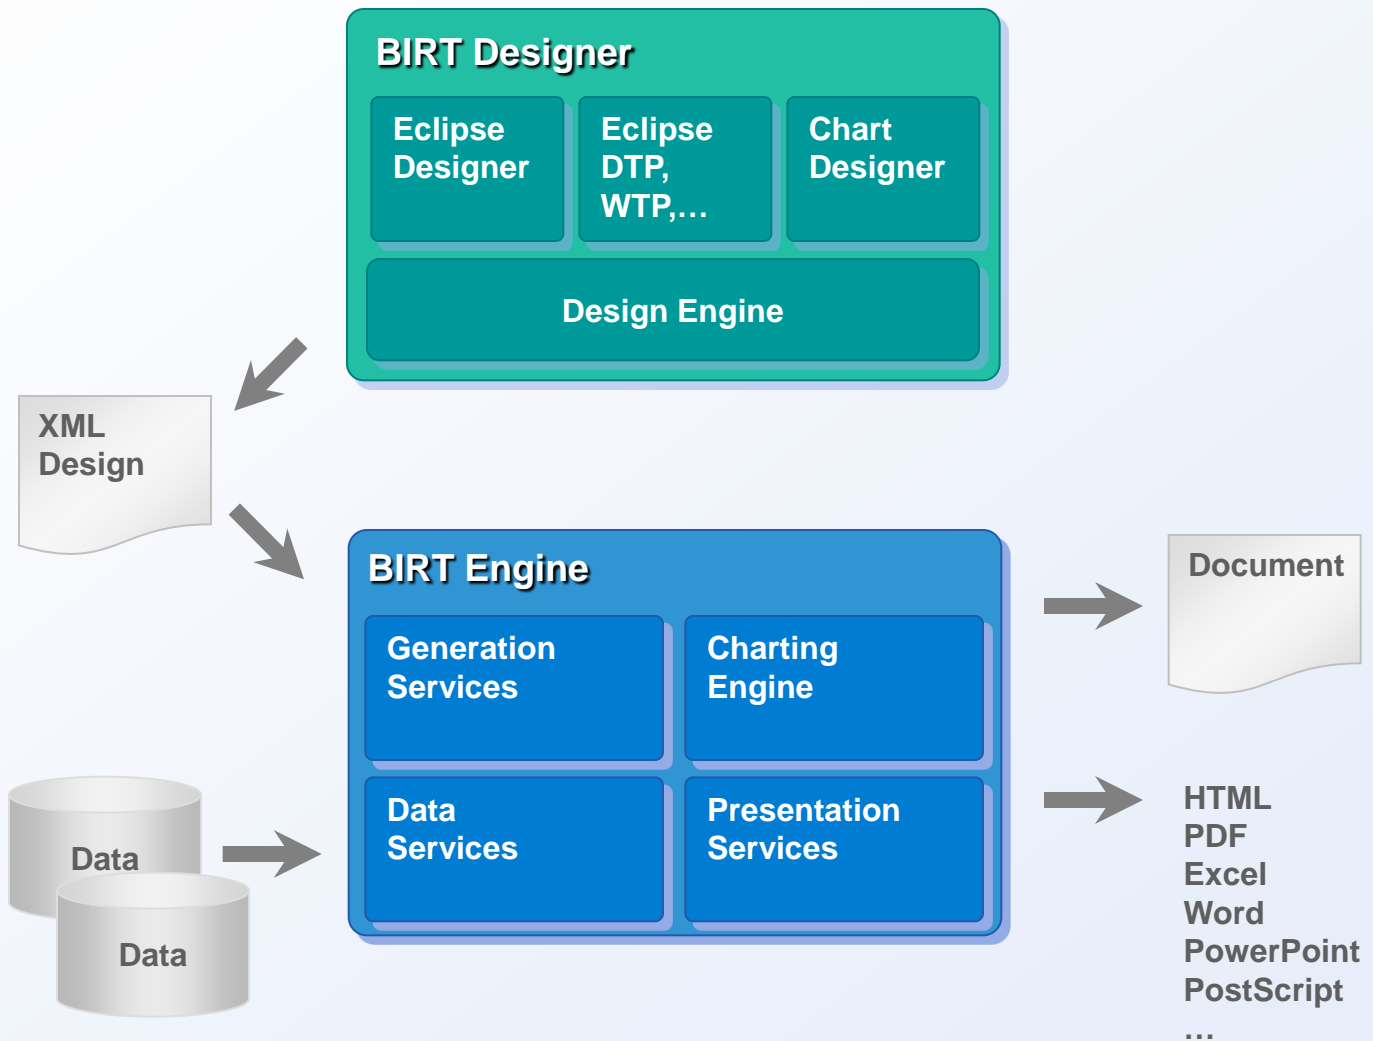 BIRT Designer
Eclipse
Designer
Eclipse
DTP,
WTP,…
Chart
Designer
Design Engine
XML
Design
BIRT Engine
Generation
Services
Charting
Engine
Data
Services
Presentation
Services
Data
Data
Document
HTML
PDF
Excel
Word
PowerPoint
PostScript
…